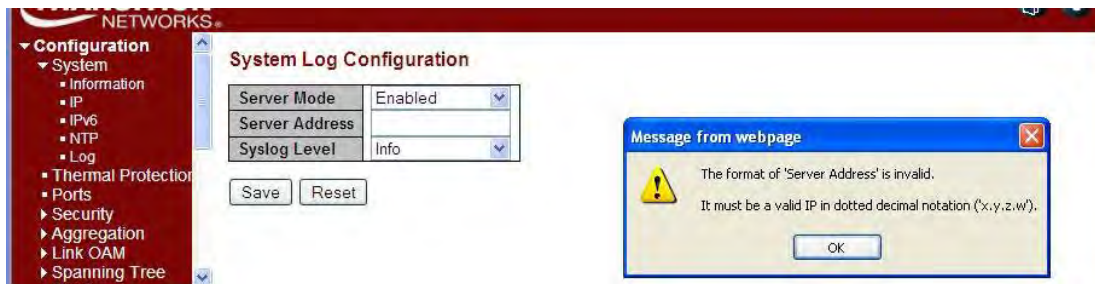 NETWORKS®
Configuration
System
Information
IP
IPv6
NTP
Log
Thermal Protection
Ports
Security
Aggregation
Link OAM
Spanning Tree
System Log Configuration
Server Mode Enabled
Server Address
Syslog Level Info
Save Reset
Message from webpage
The format of 'Server Address' is invalid.
It must be a valid IP in dotted decimal notation ('x.y.z.w').
OK